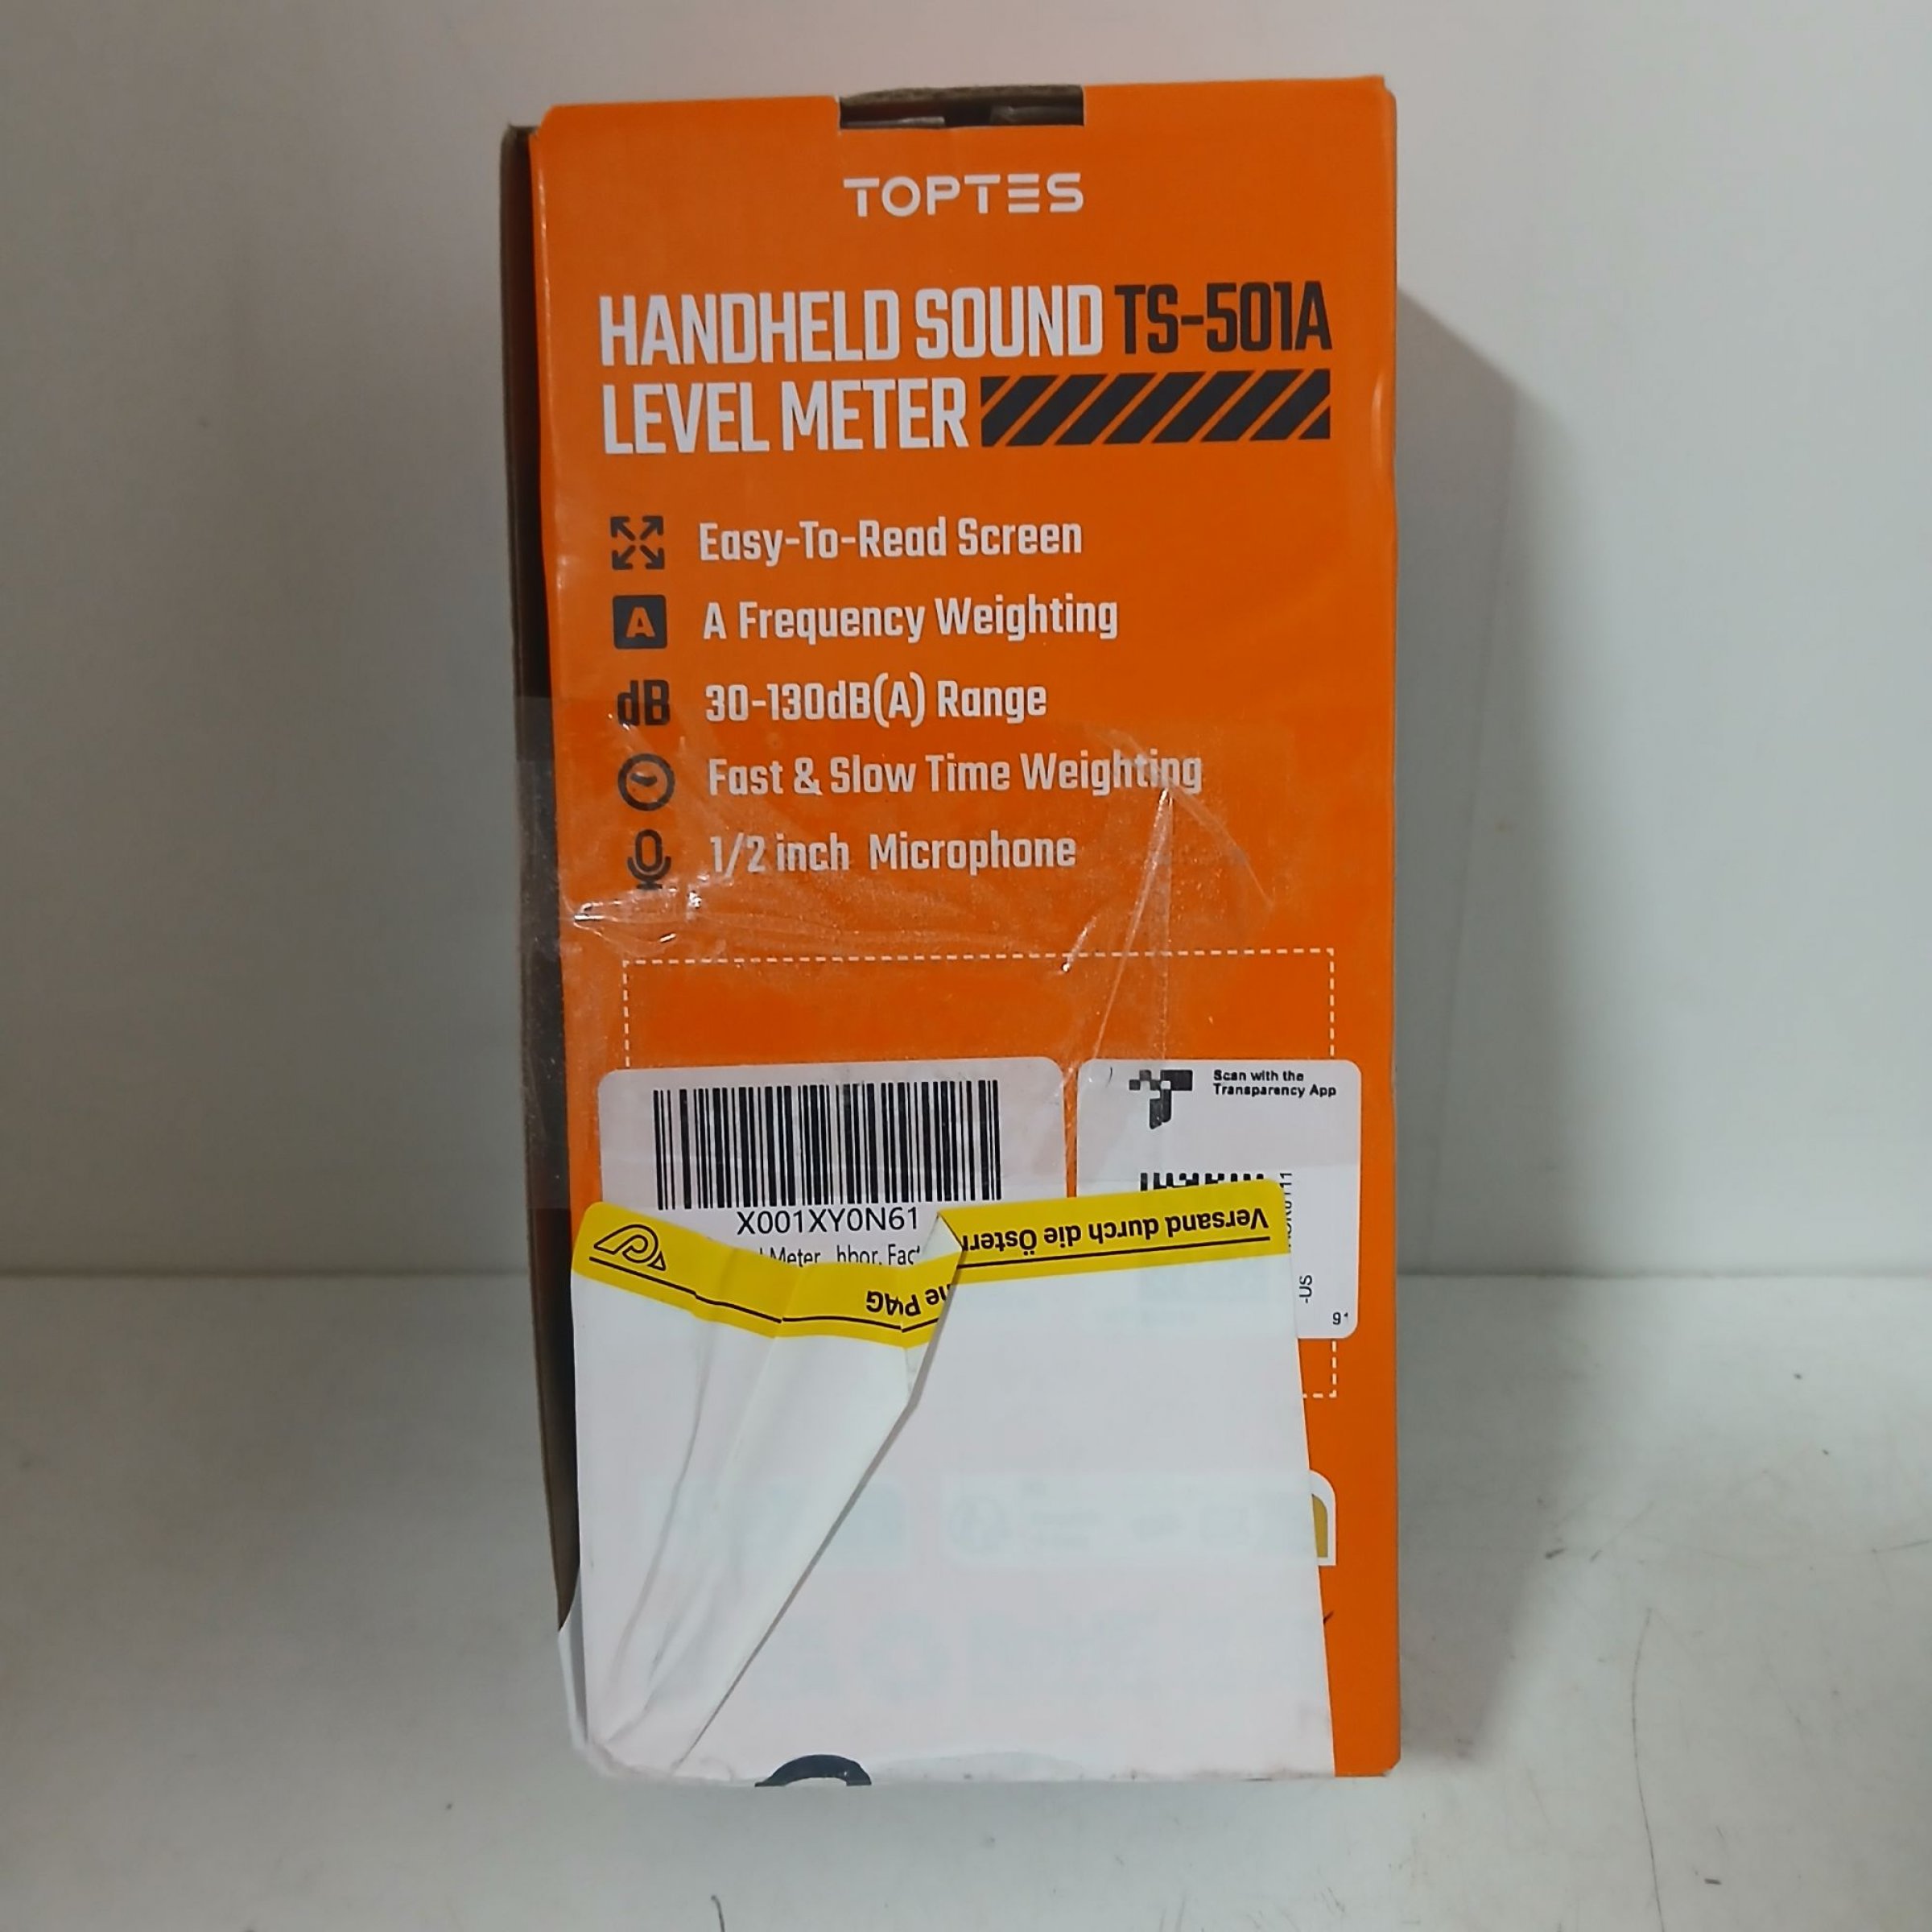 TOPTES
HANDHELD SOUND TS-501A
LEVEL METER
Easy-To-Read Screen
A
A Frequency Weighting
dB
30-130dB(A) Range
Fast & Slow Time Weighting
1/2 inch Microphone
Scan with the
Transparency App
X001XY0N61
Meter
Versand durch die
-US